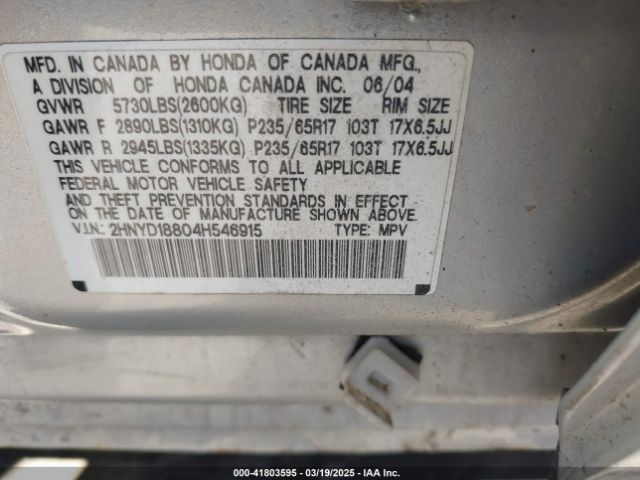 MFD. IN CANADA BY HONDA OF CANADA MFG.,
A DIVISION OF HONDA CANADA INC. 06/04
GVWR 5730LBS(2600KG) TIRE SIZE RIM SIZE
GAWR F 2890LBS(1310KG) P235/65R17 103T 17X6.5JJ
GAWR R 2945LBS(1335KG) P235/65R17 103T 17X6.5JJ
THIS VEHICLE CONFORMS TO ALL APPLICABLE
FEDERAL MOTOR VEHICLE SAFETY
AND THEFT PREVENTION STANDARDS IN EFFECT
ON THE DATE OF MANUFACTURE SHOWN ABOVE.
V.I.N.: 2HNYD18804H546915 TYPE: MPV
000-41803595 - 03/19/2025 - IAA Inc.